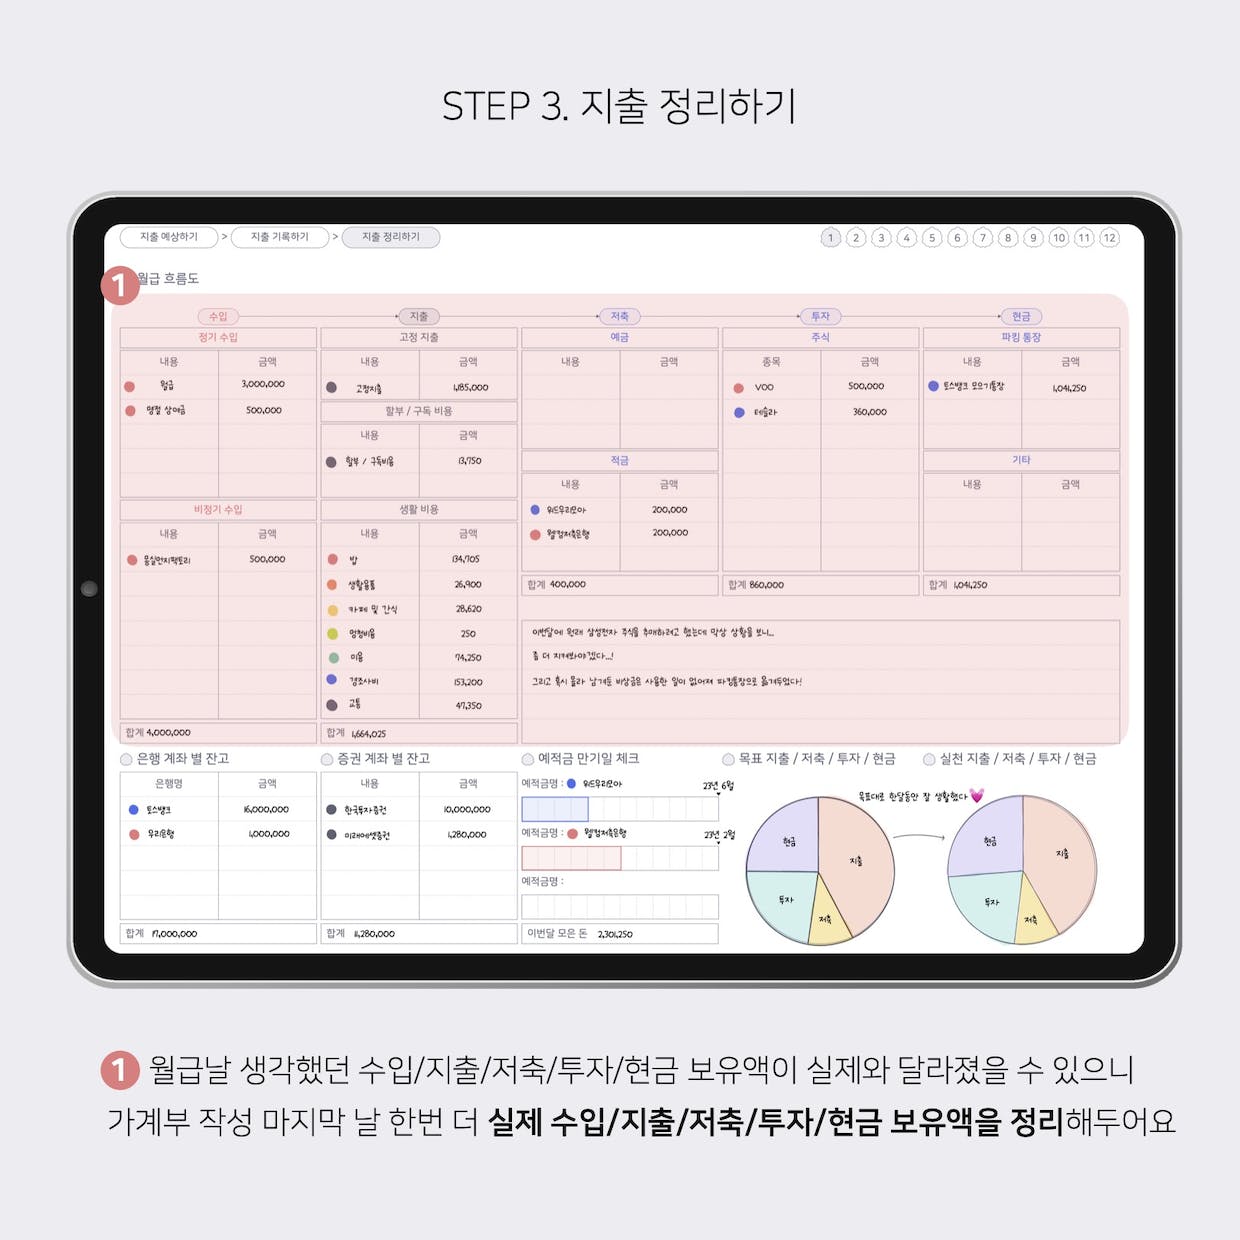 STEP 3. 지출 정리하기
지출 예상하기 > 지출 기록하기 > 지출 정리하기
1 2 3 4 5 6 7 8 9 10 11 12
1 월급 흐름도
수입 지출 저축 투자 현금
정기 수입
내용 금액
월급 3,000,000
명절 상여금 500,000
비정기 수입
내용 금액
몽실먼지팩토리 500,000
합계 4,000,000
고정 지출
내용 금액
고정지출 1,185,000
할부 / 구독 비용
내용 금액
할부 / 구독비용 13,750
생활 비용
내용 금액
밥 134,705
생활용품 26,900
카페 및 간식 28,620
멍청비용 250
미용 74,250
경조사비 153,200
교통 47,350
합계 1,664,025
예금
내용 금액
적금
내용 금액
위드우리모아 200,000
웰컴저축은행 200,000
합계 400,000
주식
종목 금액
VOO 500,000
테슬라 360,000
합계 860,000
파킹 통장
내용 금액
토스뱅크 모으기통장 1,041,250
기타
내용 금액
합계 1,041,250
이번달에 원래 삼성전자 주식을 추매하려고 했는데 막상 상황을 보니...
좀 더 지켜봐야겠다...!
그리고 혹시 몰라 남겨둔 비상금은 사용한 일이 없어져 파킹통장으로 옮겨두었다!
은행 계좌 별 잔고
은행명 금액
토스뱅크 16,000,000
우리은행 1,000,000
합계 17,000,000
증권 계좌 별 잔고
내용 금액
한국투자증권 10,000,000
미래에셋증권 1,280,000
합계 11,280,000
예적금 만기일 체크
예적금명 : 위드우리모아 23년 6월
예적금명 : 웰컴저축은행 23년 2월
예적금명 :
이번달 모은 돈 2,301,250
목표 지출 / 저축 / 투자 / 현금
현금 지출 투자 저축
목표대로 한달동안 잘 생활했다
실천 지출 / 저축 / 투자 / 현금
현금 지출 투자 저축
1 월급날 생각했던 수입/지출/저축/투자/현금 보유액이 실제와 달라졌을 수 있으니
가계부 작성 마지막 날 한번 더 실제 수입/지출/저축/투자/현금 보유액을 정리해두어요